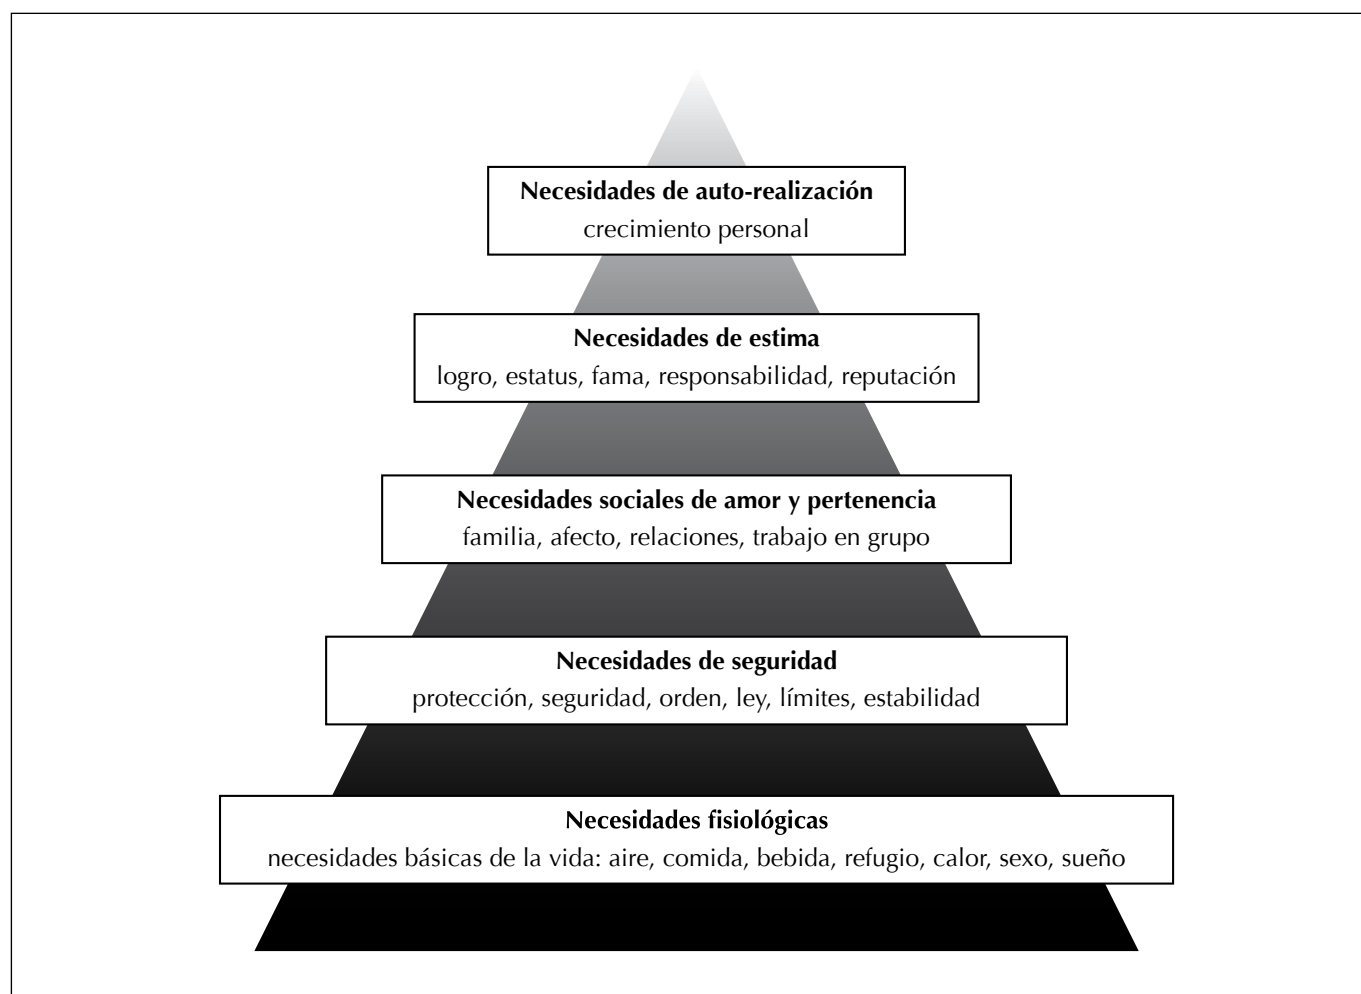 Necesidades de auto-realización
crecimiento personal
Necesidades de estima
logro, estatus, fama, responsabilidad, reputación
Necesidades sociales de amor y pertenencia
familia, afecto, relaciones, trabajo en grupo
Necesidades de seguridad
protección, seguridad, orden, ley, límites, estabilidad
Necesidades fisiológicas
necesidades básicas de la vida: aire, comida, bebida, refugio, calor, sexo, sueño